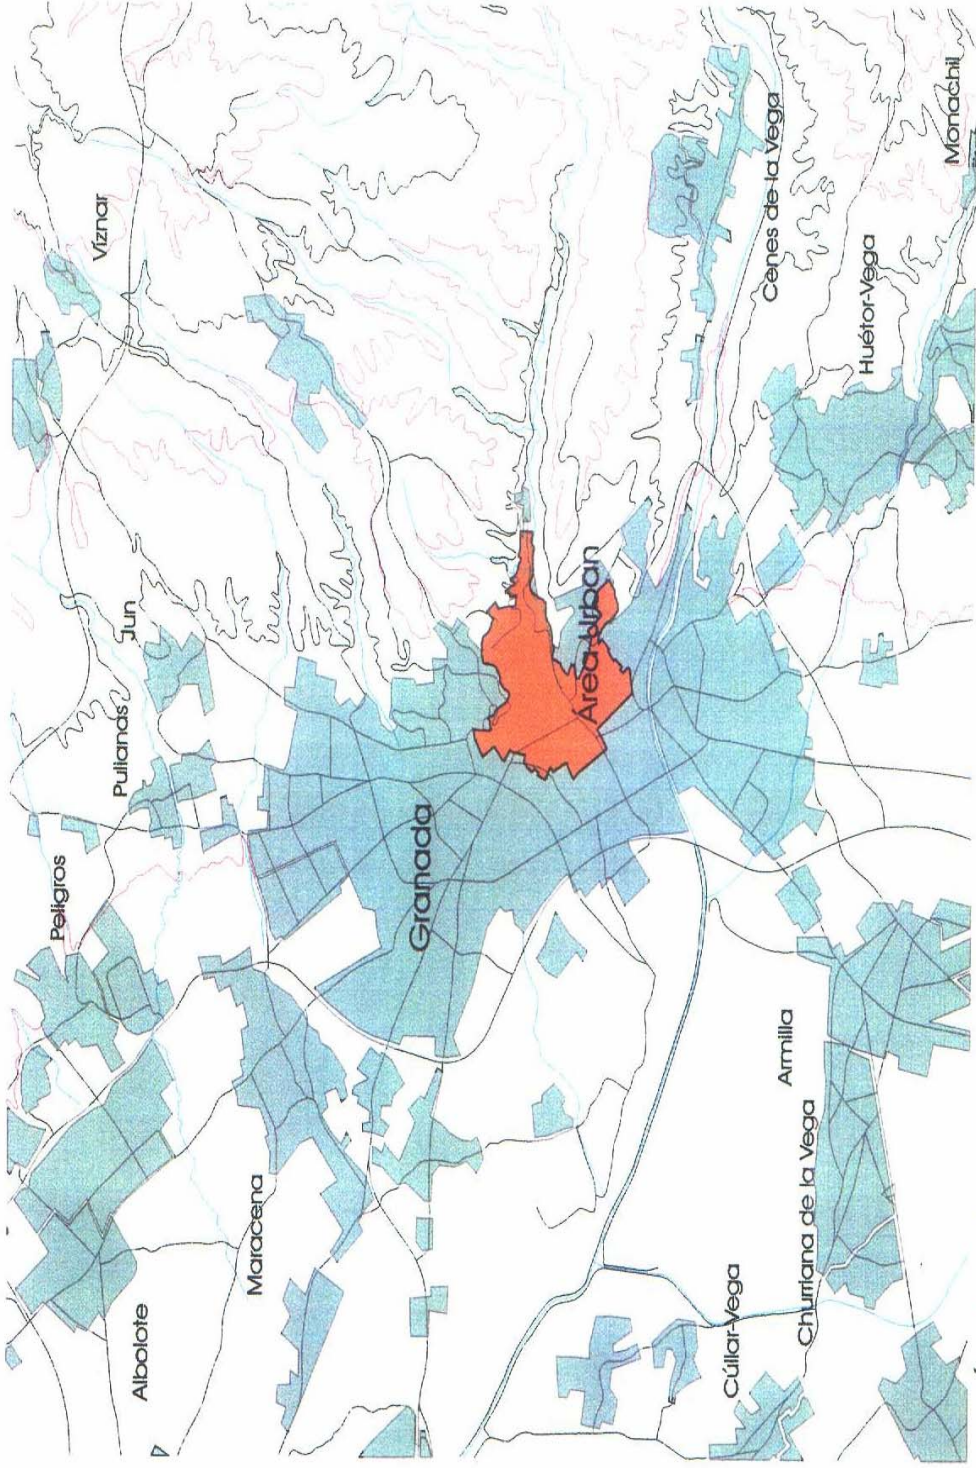 Peligros
Víznar
Pulianas
Jun
Albolote
Maracena
Granada
Área Urban
Cúllar-Vega
Cenes de la Vega
Armilla
Churriana de la Vega
Huétor-Vega
Monachil